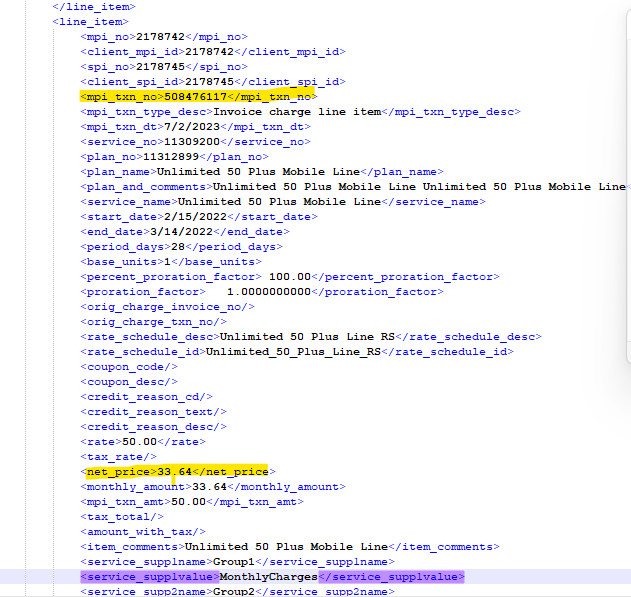 </line_item>
<line_item>
<mpi_no>2178742</mpi_no>
<client_mpi_id>2178742</client_mpi_id>
<spi_no>2178745</spi_no>
<client_spi_id>2178745</client_spi_id>
<mpi_txn_no>508476117</mpi_txn_no>
<mpi_txn_type_desc>Invoice charge line item</mpi_txn_type_desc>
<mpi_txn_dt>7/2/2023</mpi_txn_dt>
<service_no>11309200</service_no>
<plan_no>11312899</plan_no>
<plan_name>Unlimited 50 Plus Mobile Line</plan_name>
<plan_and_comments>Unlimited 50 Plus Mobile Line Unlimited 50 Plus Mobile Line<
<service_name>Unlimited 50 Plus Mobile Line</service_name>
<start_date>2/15/2022</start_date>
<end_date>3/14/2022</end_date>
<period_days>28</period_days>
<base_units>1</base_units>
<percent_proration_factor> 100.00</percent_proration_factor>
<proration_factor>   1.0000000000</proration_factor>
<orig_charge_invoice_no/>
<orig_charge_txn_no/>
<rate_schedule_desc>Unlimited 50 Plus Line RS</rate_schedule_desc>
<rate_schedule_id>Unlimited_50_Plus_Line_RS</rate_schedule_id>
<coupon_code/>
<coupon_desc/>
<credit_reason_cd/>
<credit_reason_text/>
<credit_reason_desc/>
<rate>50.00</rate>
<tax_rate/>
<net_price>33.64</net_price>
<monthly_amount>33.64</monthly_amount>
<mpi_txn_amt>50.00</mpi_txn_amt>
<tax_total/>
<amount_with_tax/>
<item_comments>Unlimited 50 Plus Mobile Line</item_comments>
<service_supplname>Group1</service_supplname>
<service_supplvalue>MonthlyCharges</service_supplvalue>
<service_supp2name>Group2</service_supp2name>